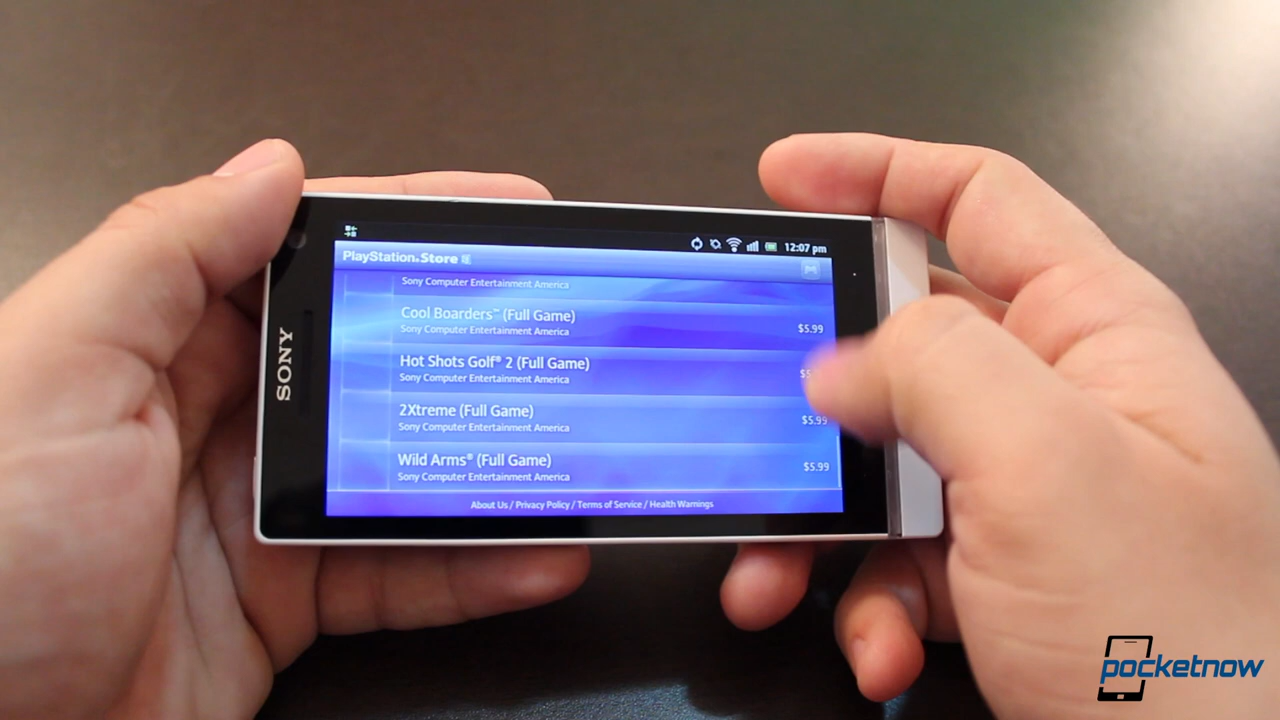 12:07 pm
PlayStation Store
Sony Computer Entertainment America
Cool Boarders™ (Full Game)
Sony Computer Entertainment America
$5.99
Hot Shots Golf® 2 (Full Game)
Sony Computer Entertainment America
2Xtreme (Full Game)
Sony Computer Entertainment America
$5.99
Wild Arms® (Full Game)
Sony Computer Entertainment America
$5.99
About Us / Privacy Policy / Terms of Service / Health Warnings
SONY
pocketnow